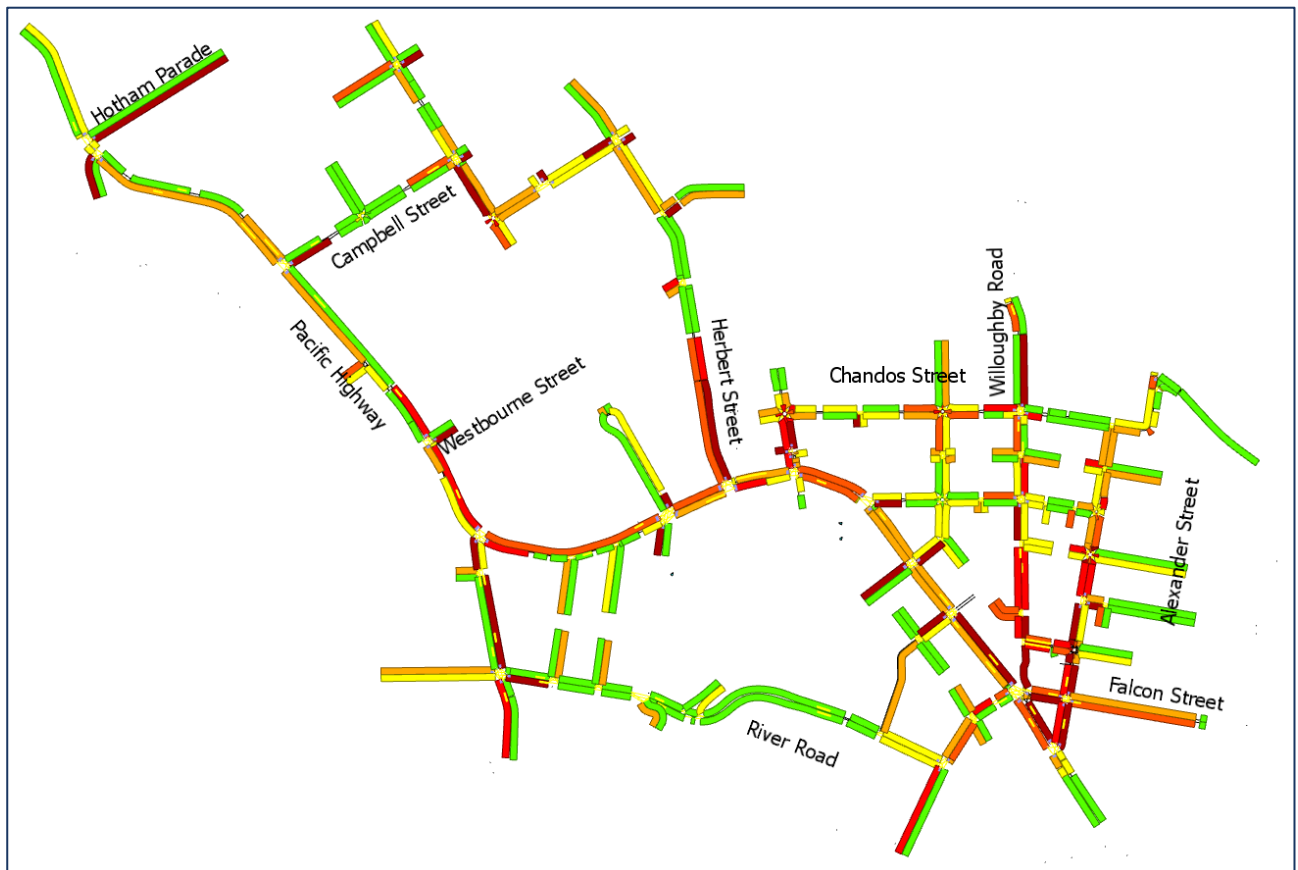 Hotham Parade
Campbell Street
Pacific Highway
Westbourne Street
Herbert Street
Chandos Street
Willoughby Road
Alexander Street
Falcon Street
River Road